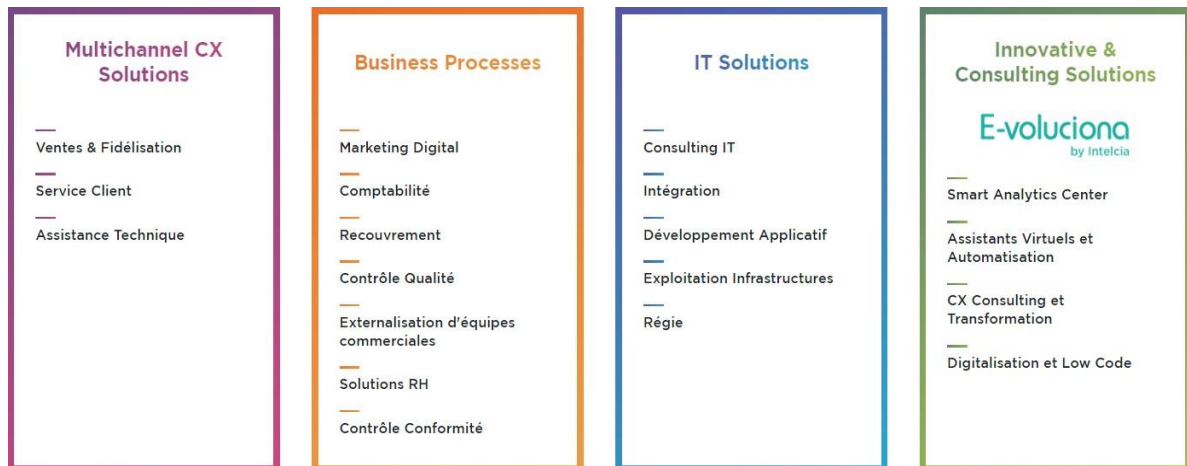 Multichannel CX
Solutions
Ventes & Fidélisation
Service Client
Assistance Technique
Business Processes
Marketing Digital
Comptabilité
Recouvrement
Contrôle Qualité
Externalisation d'équipes
commerciales
Solutions RH
Contrôle Conformité
IT Solutions
Consulting IT
Intégration
Développement Applicatif
Exploitation Infrastructures
Régie
Innovative &
Consulting Solutions
E-voluciona
by Intelcia
Smart Analytics Center
Assistants Virtuels et
Automatisation
CX Consulting et
Transformation
Digitalisation et Low Code